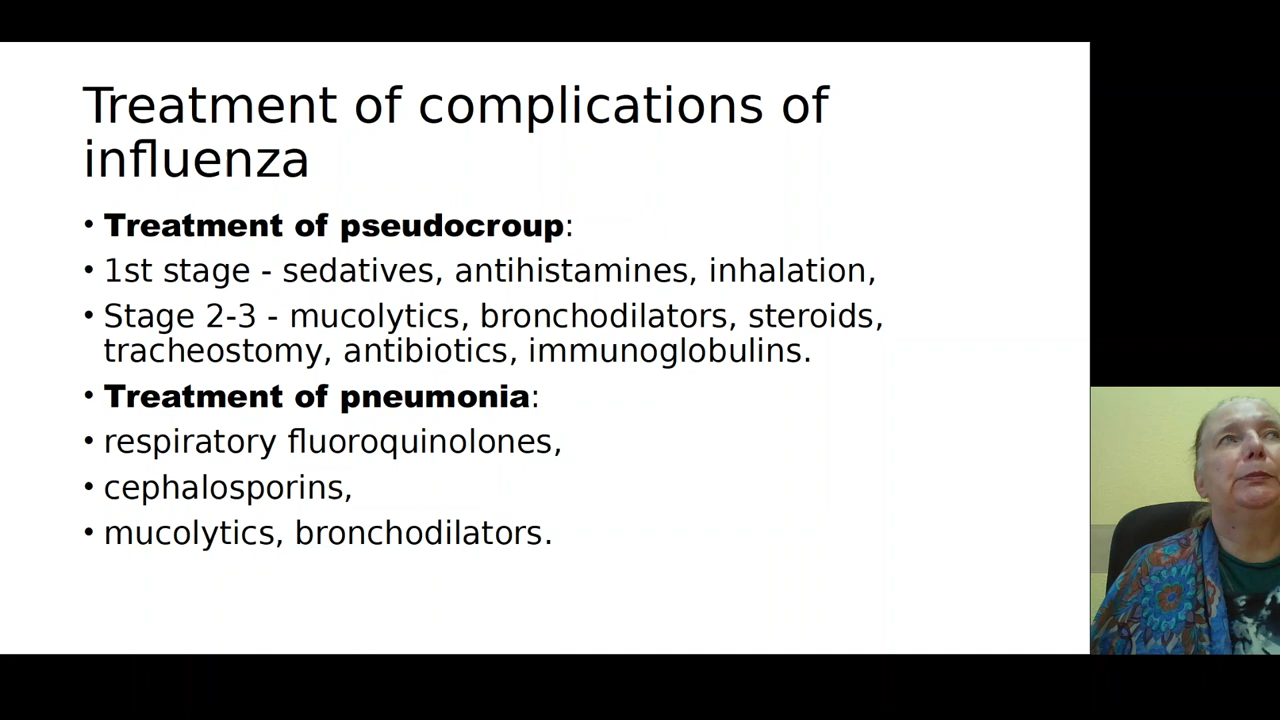 Treatment of complications of
influenza
• Treatment of pseudocroup:
• 1st stage - sedatives, antihistamines, inhalation,
• Stage 2-3 - mucolytics, bronchodilators, steroids,
tracheostomy, antibiotics, immunoglobulins.
• Treatment of pneumonia:
• respiratory fluoroquinolones,
• cephalosporins,
• mucolytics, bronchodilators.